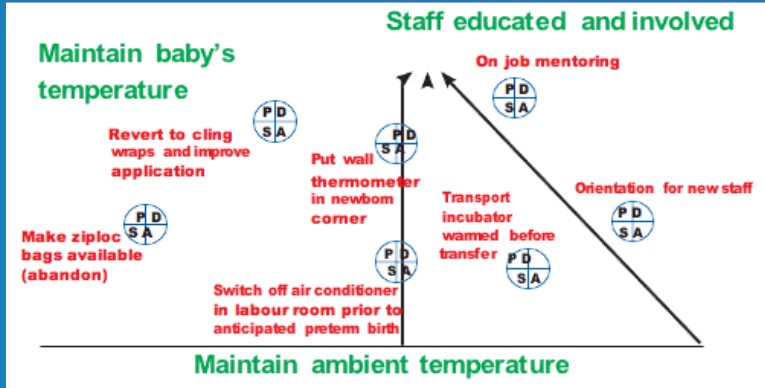 Staff educated and involved
Maintain baby's
temperature
On job mentoring
P D
S A
P D
S A
Revert to cling
wraps and improve
application
P D
S A
Put wall
thermometer
in newbom
corner
Transport
incubator
warmed before
transfer
Orientation for new staff
P D
S A
P D
S A
Make ziploc
bags available
(abandon)
P D
S A
P D
S A
Switch off air conditioner
in labour room prior to
anticipated preterm birth
Maintain ambient temperature